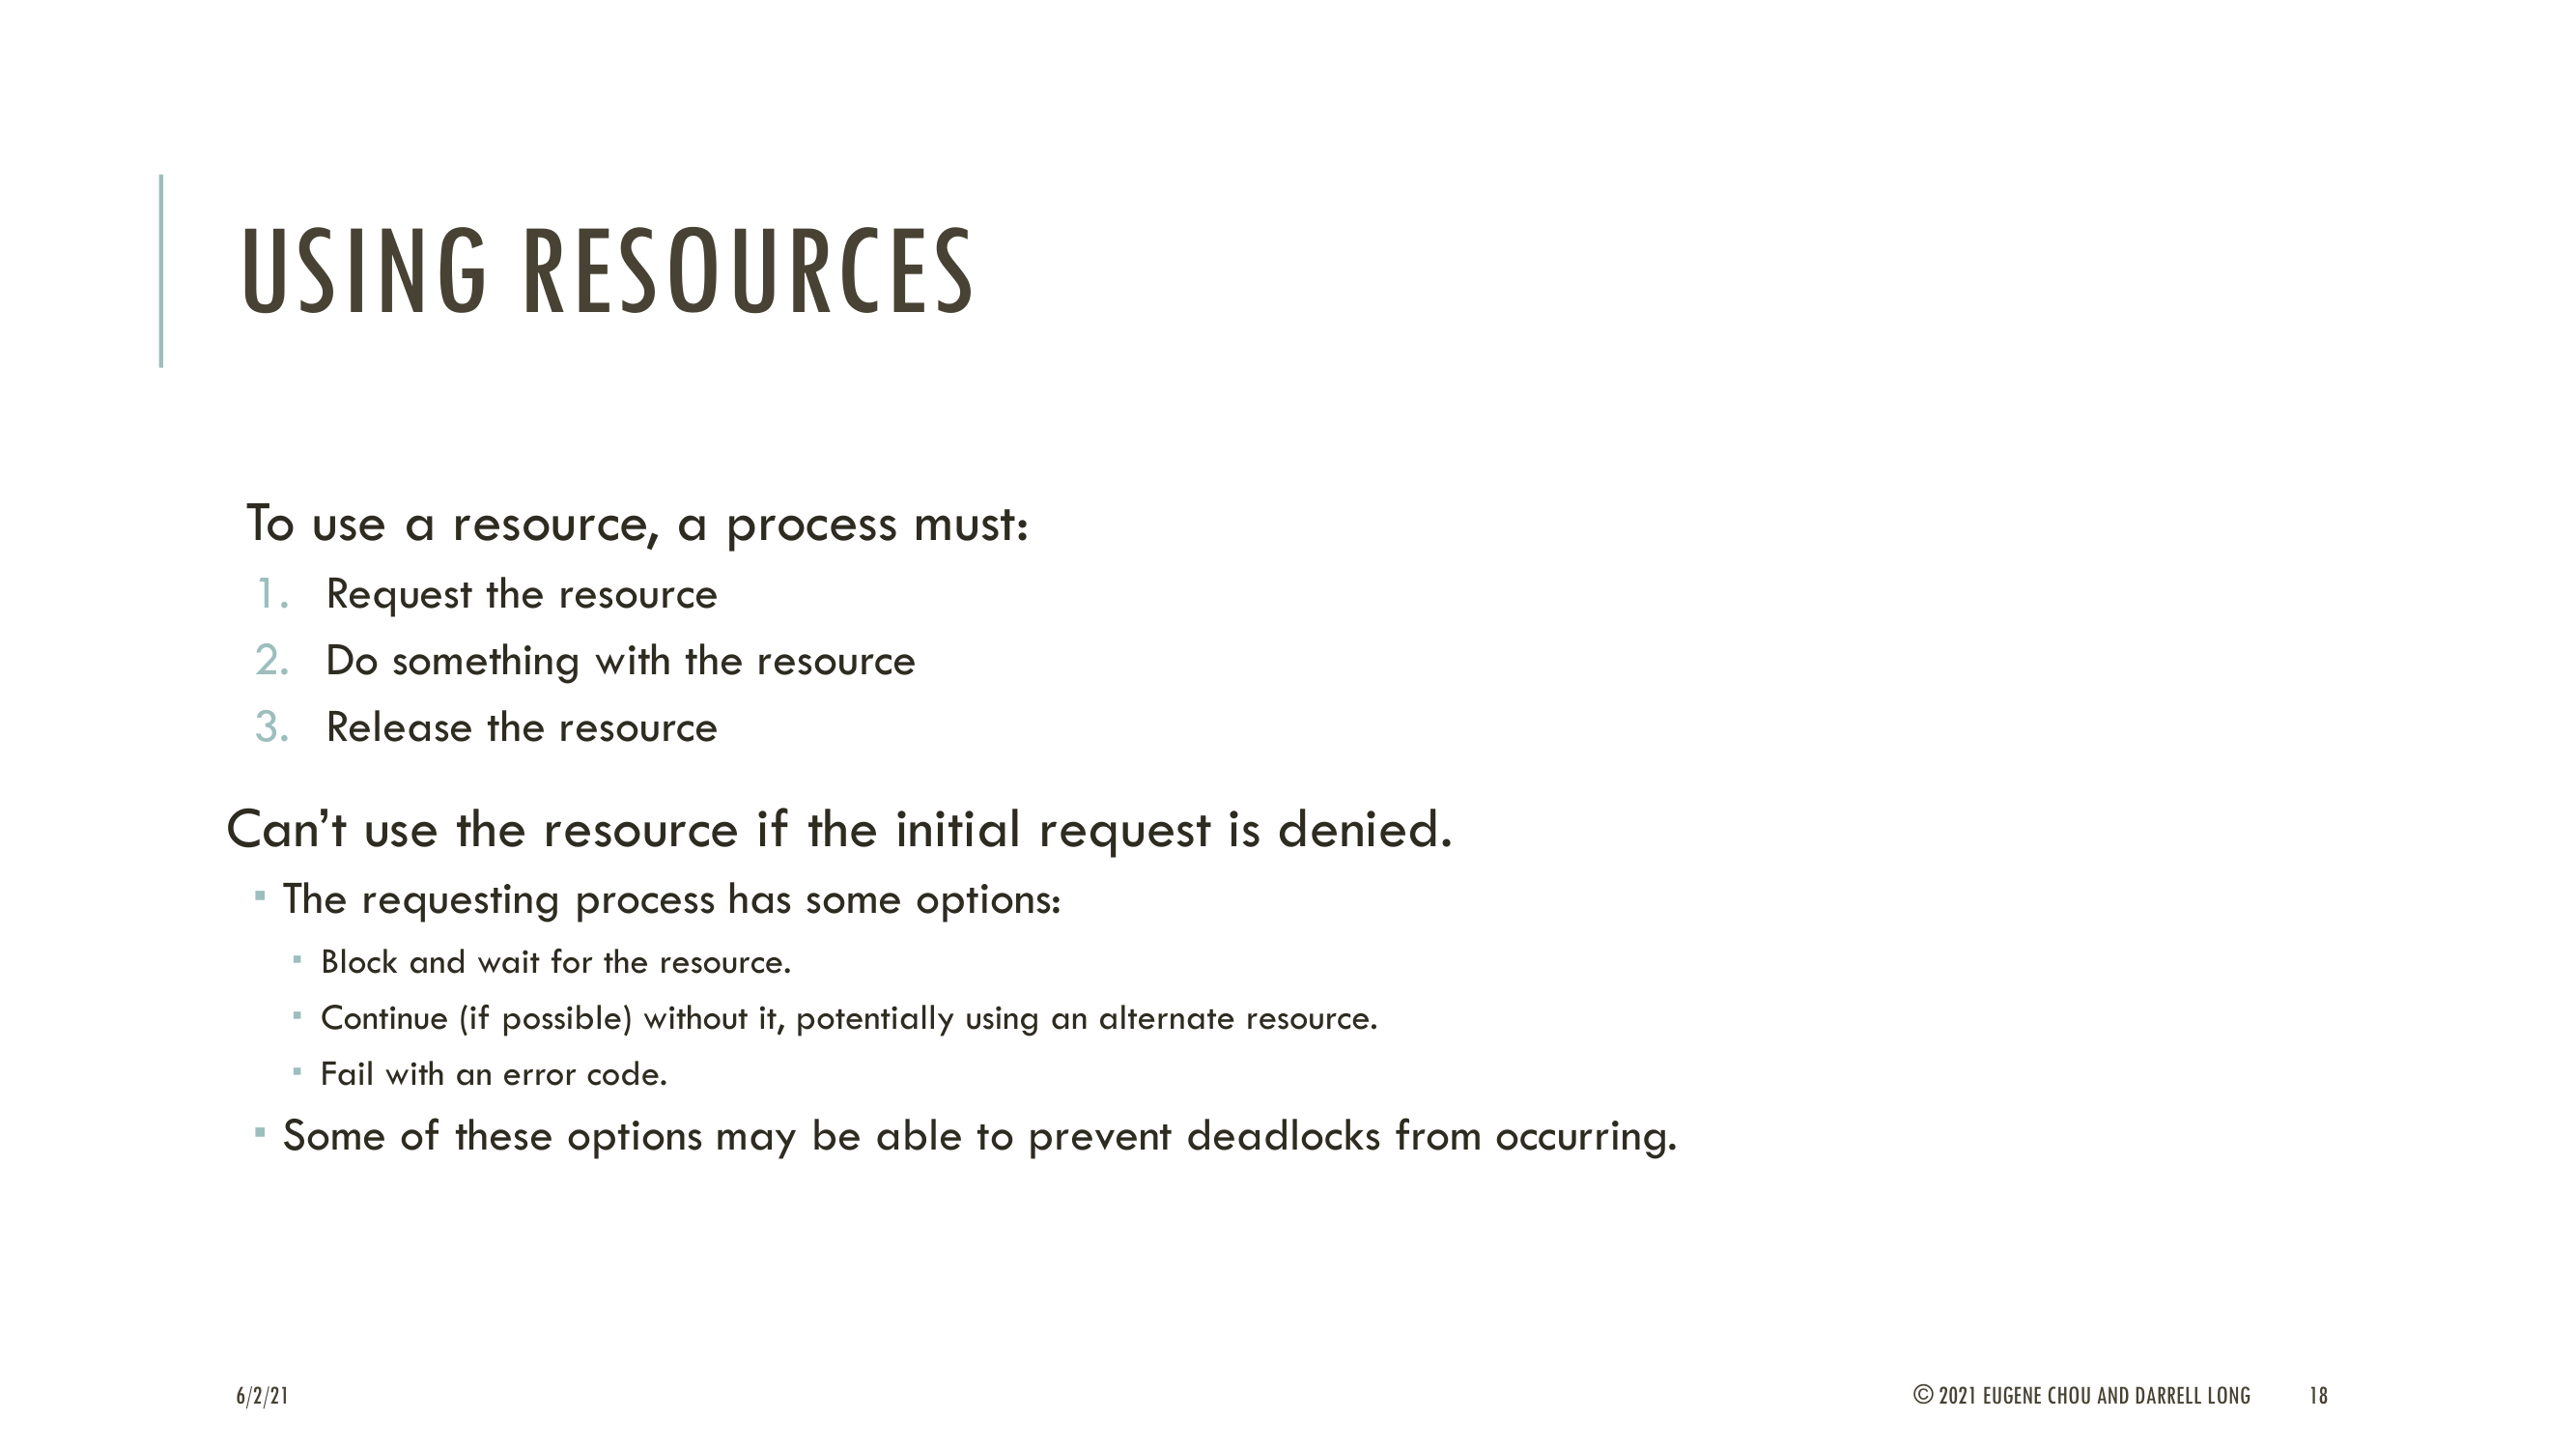 USING RESOURCES
To use a resource, a process must:
1. Request the resource
2. Do something with the resource
3. Release the resource
Can’t use the resource if the initial request is denied.
▪ The requesting process has some options:
▪ Block and wait for the resource.
▪ Continue (if possible) without it, potentially using an alternate resource.
▪ Fail with an error code.
▪ Some of these options may be able to prevent deadlocks from occurring.
6/2/21
© 2021 EUGENE CHOU AND DARRELL LONG
18